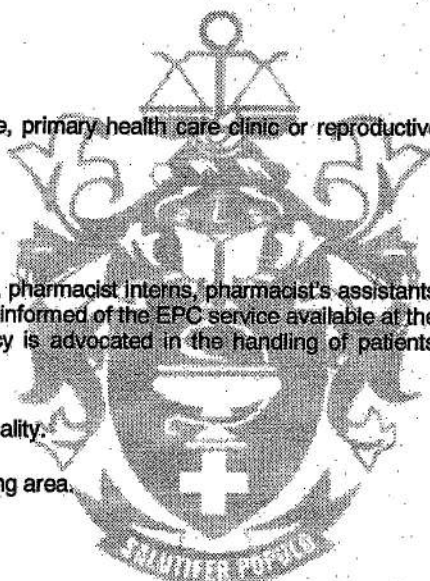 e, primary health care clinic or reproductive
pharmacist interns, pharmacist's assistants
informed of the EPC service available at the
cy is advocated in the handling of patients
ality.
ng area.
SALUTIFER POPULO